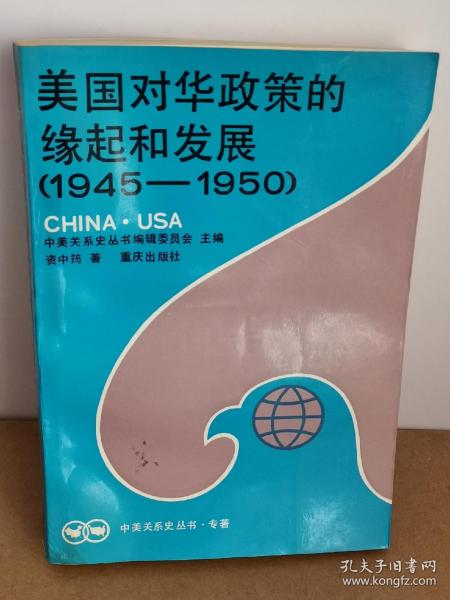 美国对华政策的
缘起和发展
(1945—1950)
CHINA·USA
中美关系史丛书编辑委员会 主编
资中筠 著 重庆出版社
中美关系史丛书·专著
孔夫子旧书网
www.kongfz.com